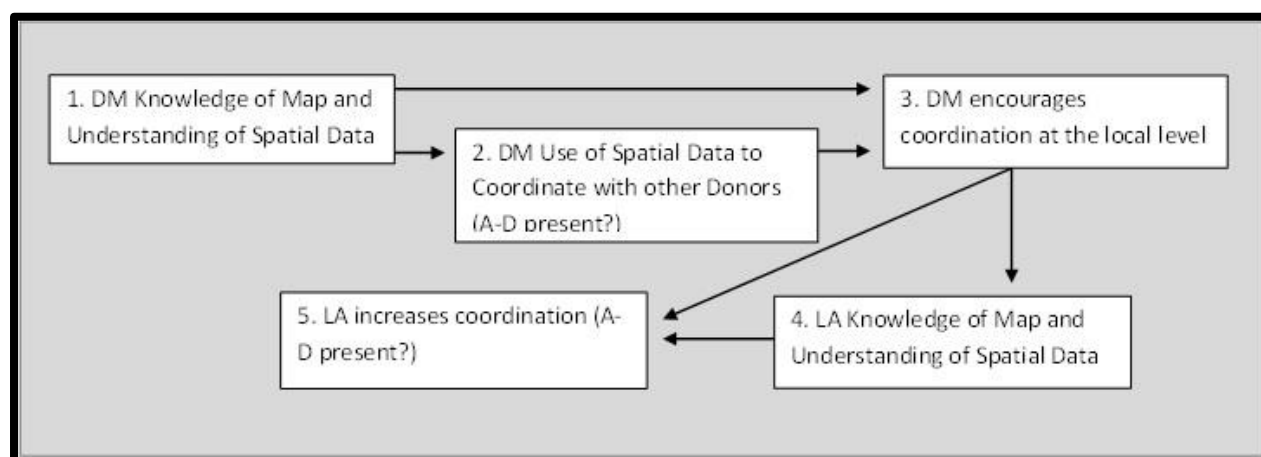 1. DM Knowledge of Map and
Understanding of Spatial Data
2. DM Use of Spatial Data to
Coordinate with other Donors
(A-D present?)
3. DM encourages
coordination at the local level
5. LA increases coordination (A-
D present?)
4. LA Knowledge of Map and
Understanding of Spatial Data